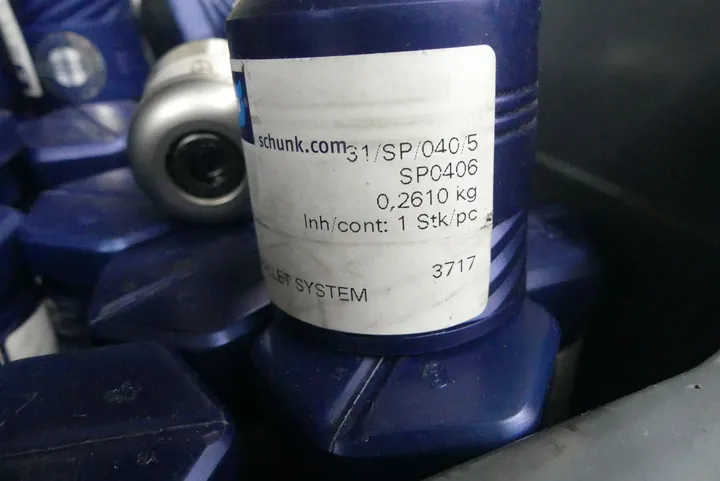 schunk.com
31/SP/040/5
SP0406
0,2610 kg
Inh/cont: 1 Stk/pc
3717
LET SYSTEM